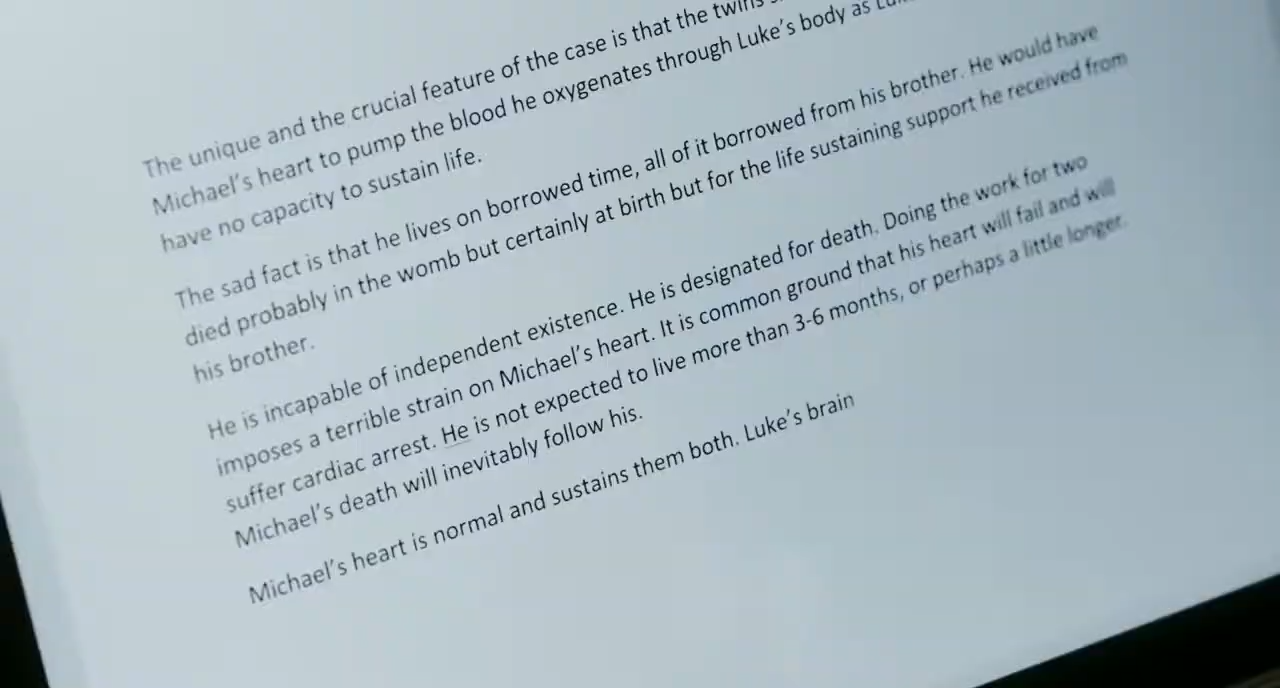 The unique and the crucial feature of the case is that the twins
Michael's heart to pump the blood he oxygenates through Luke's body as
have no capacity to sustain life.
The sad fact is that he lives on borrowed time, all of it borrowed from his brother. He would have
died probably in the womb but certainly at birth but for the life sustaining support he received from
his brother.
He is incapable of independent existence. He is designated for death. Doing the work for two
imposes a terrible strain on Michael's heart. It is common ground that his heart will fail and will
suffer cardiac arrest. He is not expected to live more than 3-6 months, or perhaps a little longer.
Michael's death will inevitably follow his.
Michael's heart is normal and sustains them both. Luke's brain